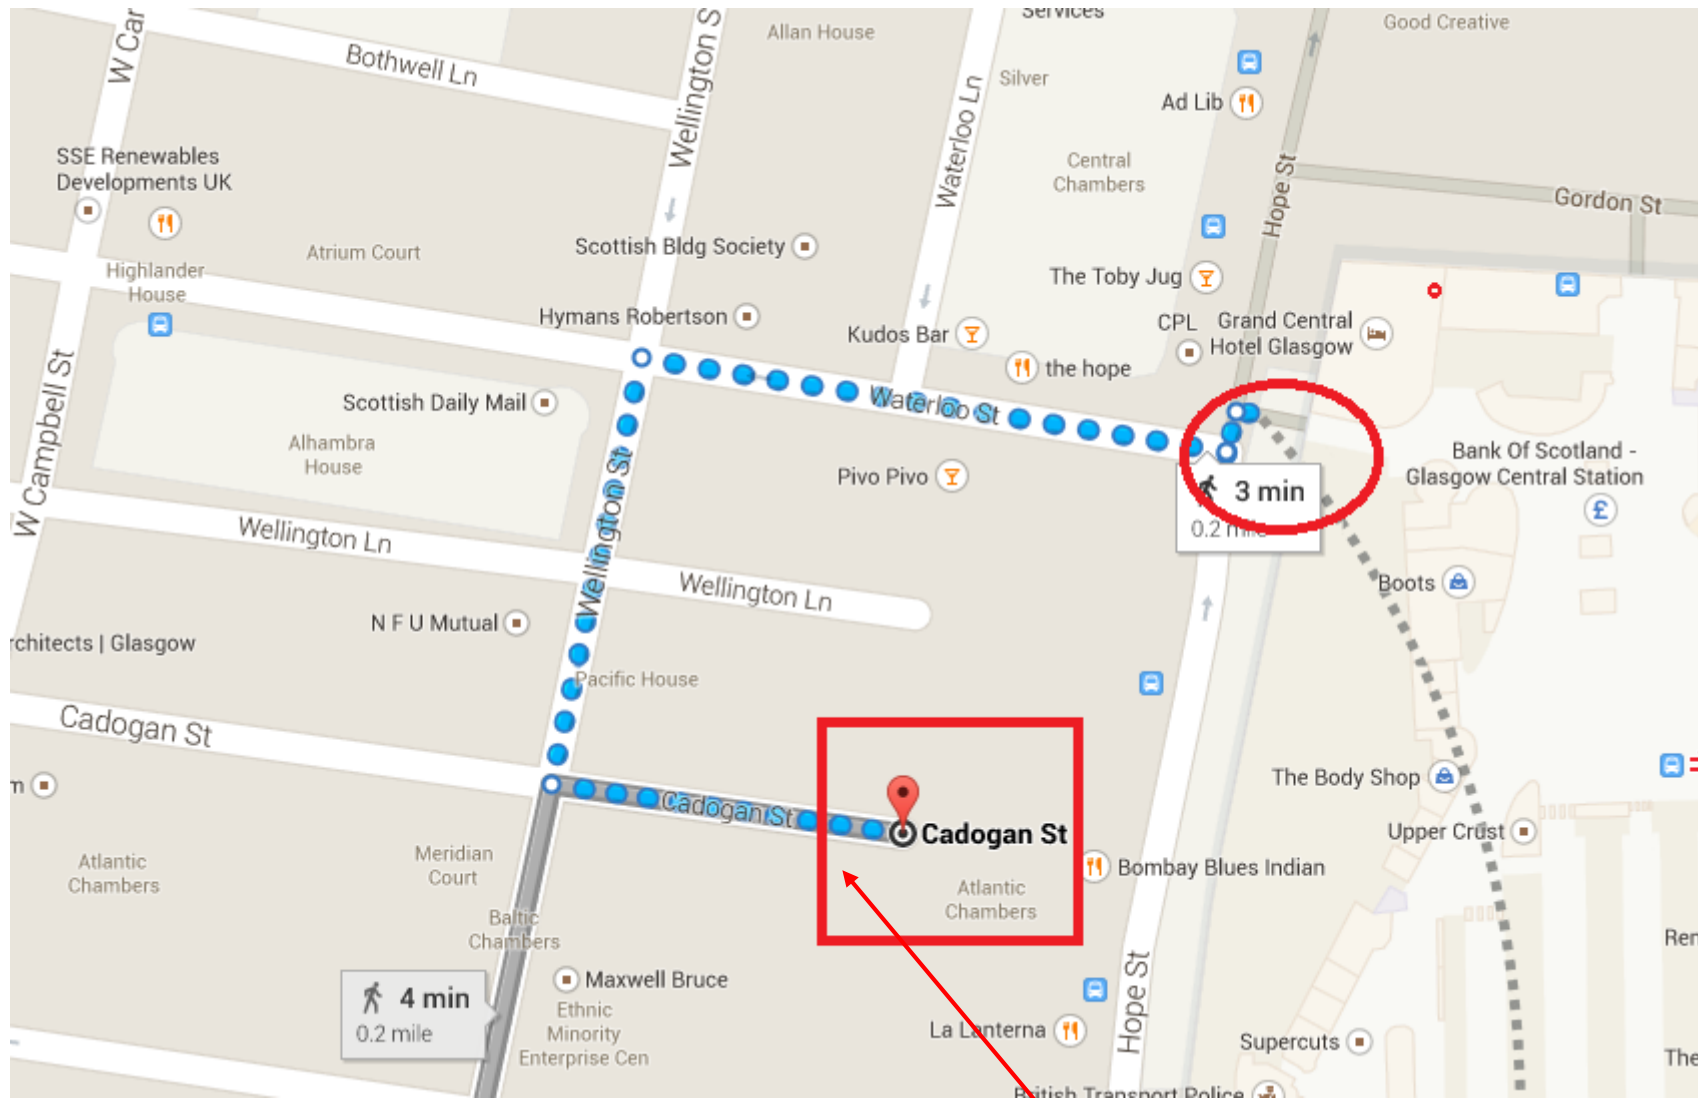 Services
Good Creative
Allan House
W Car
Wellington S
Bothwell Ln
Silver
Waterloo Ln
Ad Lib
SSE Renewables
Developments UK
Central
Chambers
Hope St
Gordon St
Atrium Court
Scottish Bldg Society
Highlander
House
The Toby Jug
Hymans Robertson
CPL
Grand Central
Hotel Glasgow
Kudos Bar
the hope
W Campbell St
Scottish Daily Mail
Waterloo St
Alhambra
House
Bank Of Scotland -
Glasgow Central Station
£
Pivo Pivo
3 min
0.2 mile
Wellington St
Wellington Ln
Wellington Ln
Boots
N F U Mutual
rchitects | Glasgow
Pacific House
Cadogan St
The Body Shop
m
Cadogan St
Cadogan St
Upper Crust
Atlantic
Chambers
Meridian
Court
Bombay Blues Indian
Atlantic
Chambers
Baltic
Chambers
Ren
Maxwell Bruce
4 min
0.2 mile
Ethnic
Minority
Enterprise Cen
Hope St
La Lanterna
Supercuts
The
British Transport Police